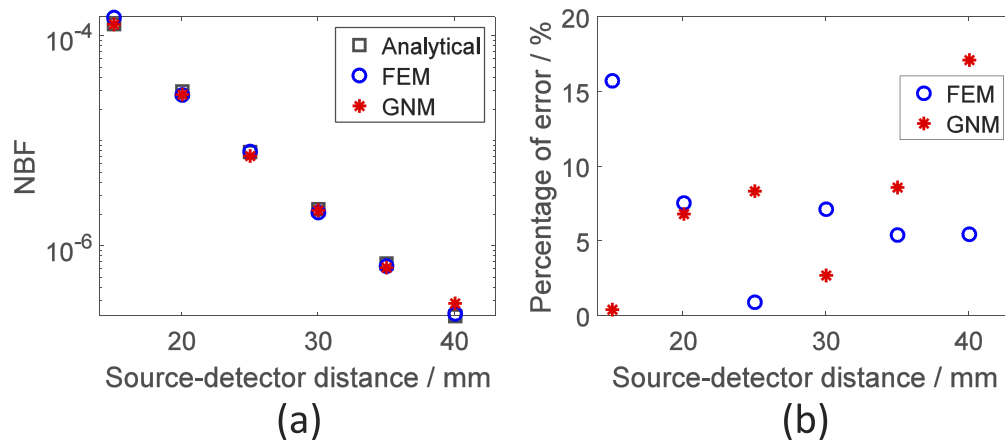 10^-4
10^-6
NBF
Analytical
FEM
GNM
20 30 40
Source-detector distance / mm
(a)
20
15
10
5
0
Percentage of error / %
FEM
GNM
20 30 40
Source-detector distance / mm
(b)